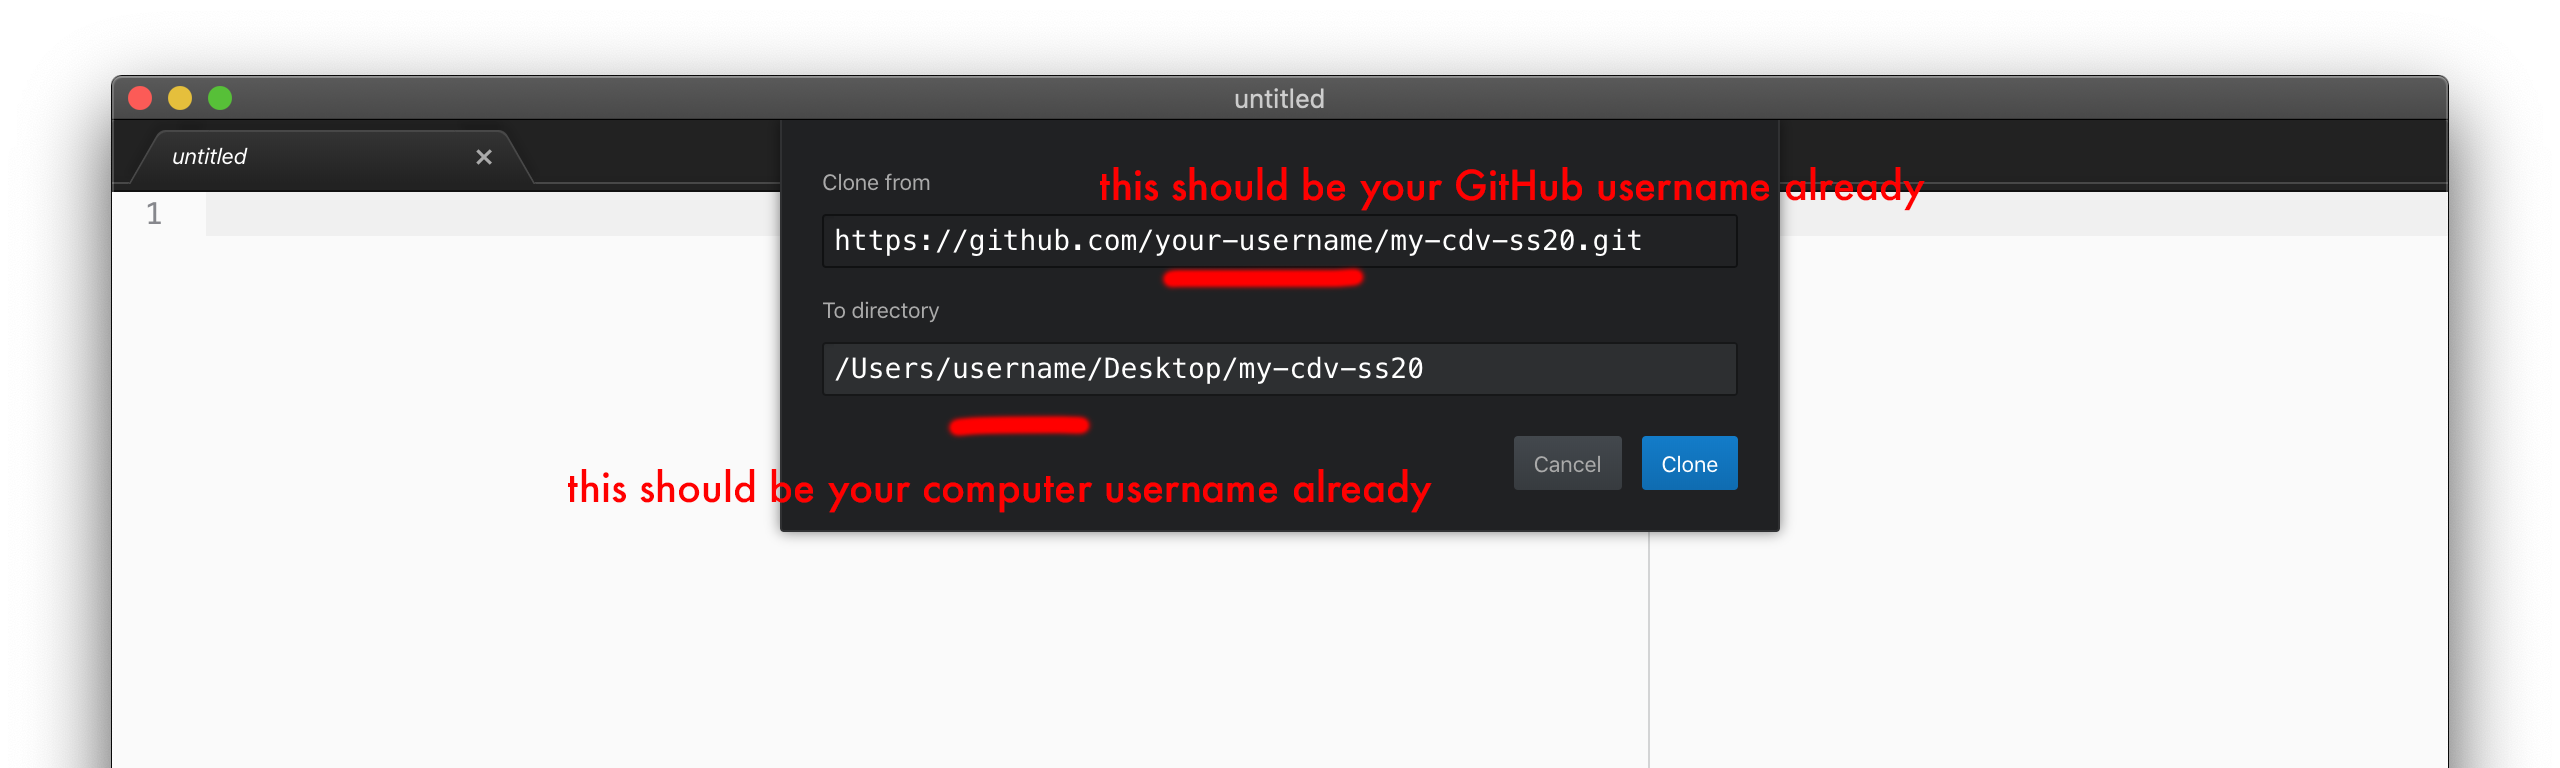 untitled
untitled
1
Clone from
this should be your GitHub username already
https://github.com/your-username/my-cdv-ss20.git
To directory
/Users/username/Desktop/my-cdv-ss20
Cancel
Clone
this should be your computer username already